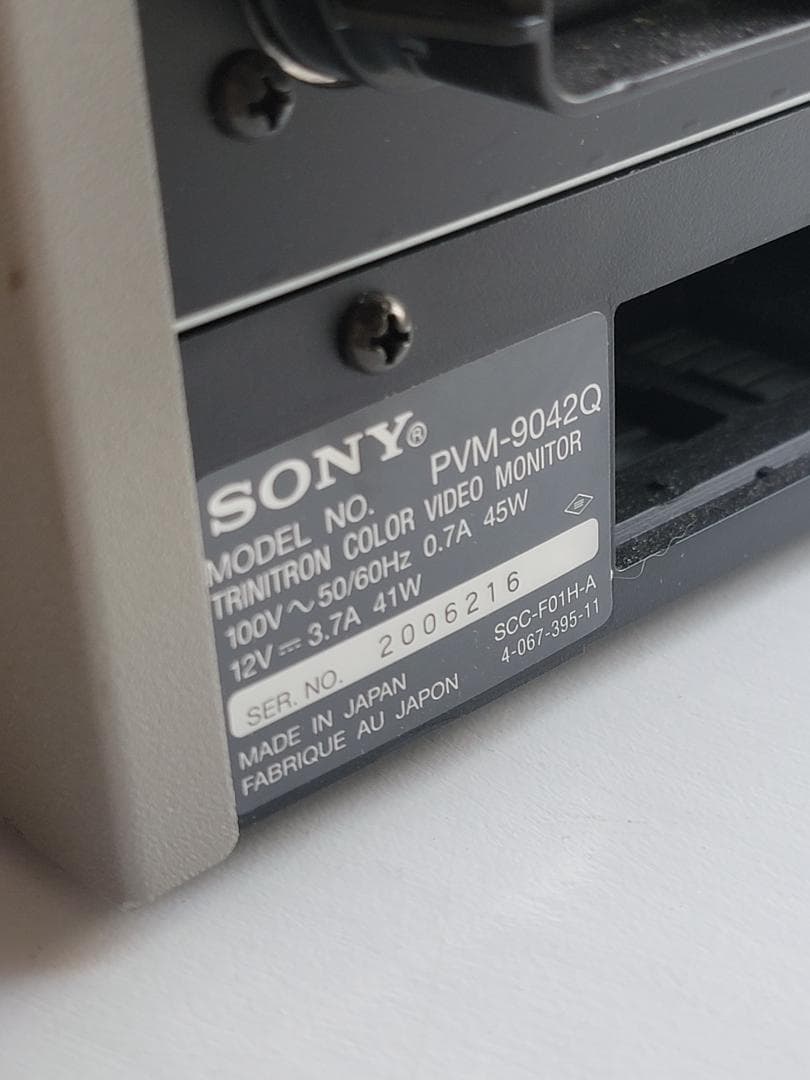 SONY®
MODEL NO. PVM-9042Q
TRINITRON COLOR VIDEO MONITOR
100V~50/60Hz 0.7A 45W
12V⎓3.7A 41W
SER. NO. 2006216
SCC-F01H-A
4-067-395-11
MADE IN JAPAN
FABRIQUE AU JAPON